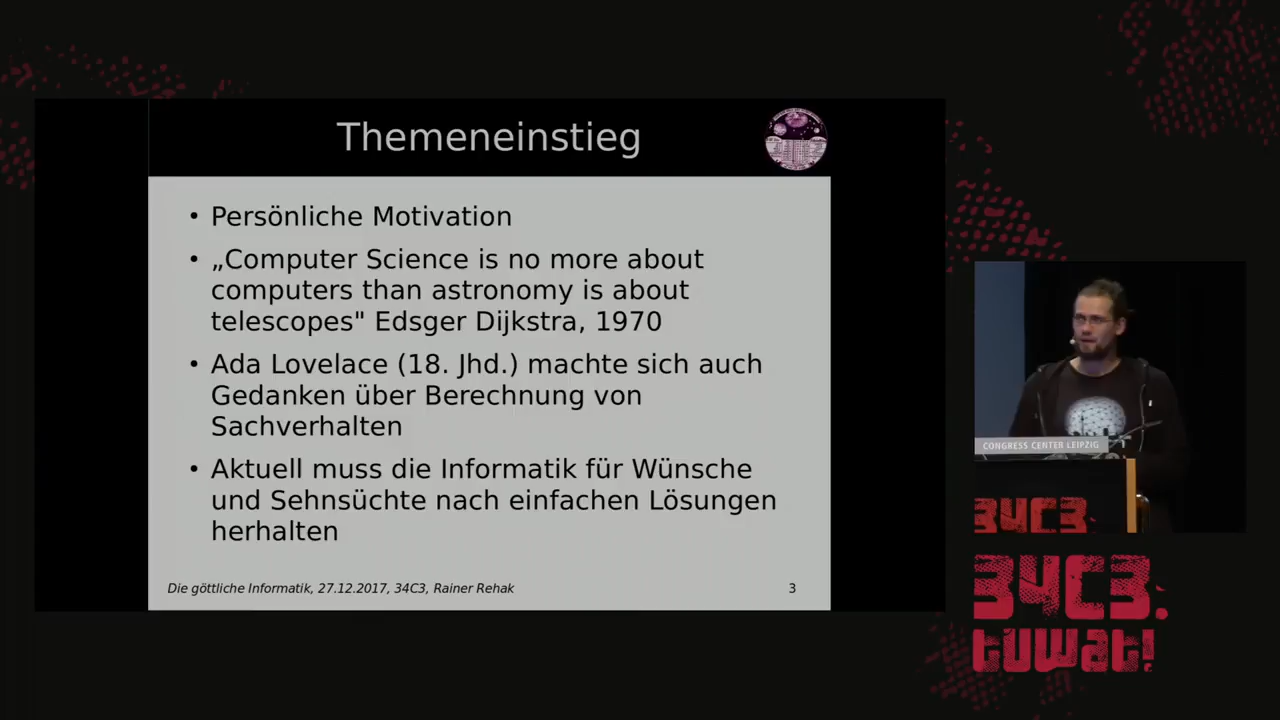 Themeneinstieg
• Persönliche Motivation
• „Computer Science is no more about
computers than astronomy is about
telescopes" Edsger Dijkstra, 1970
• Ada Lovelace (18. Jhd.) machte sich auch
Gedanken über Berechnung von
Sachverhalten
• Aktuell muss die Informatik für Wünsche
und Sehnsüchte nach einfachen Lösungen
herhalten
Die göttliche Informatik, 27.12.2017, 34C3, Rainer Rehak
3
CONGRESS CENTER LEIPZIG
34C3.
34C3.
tuwat!